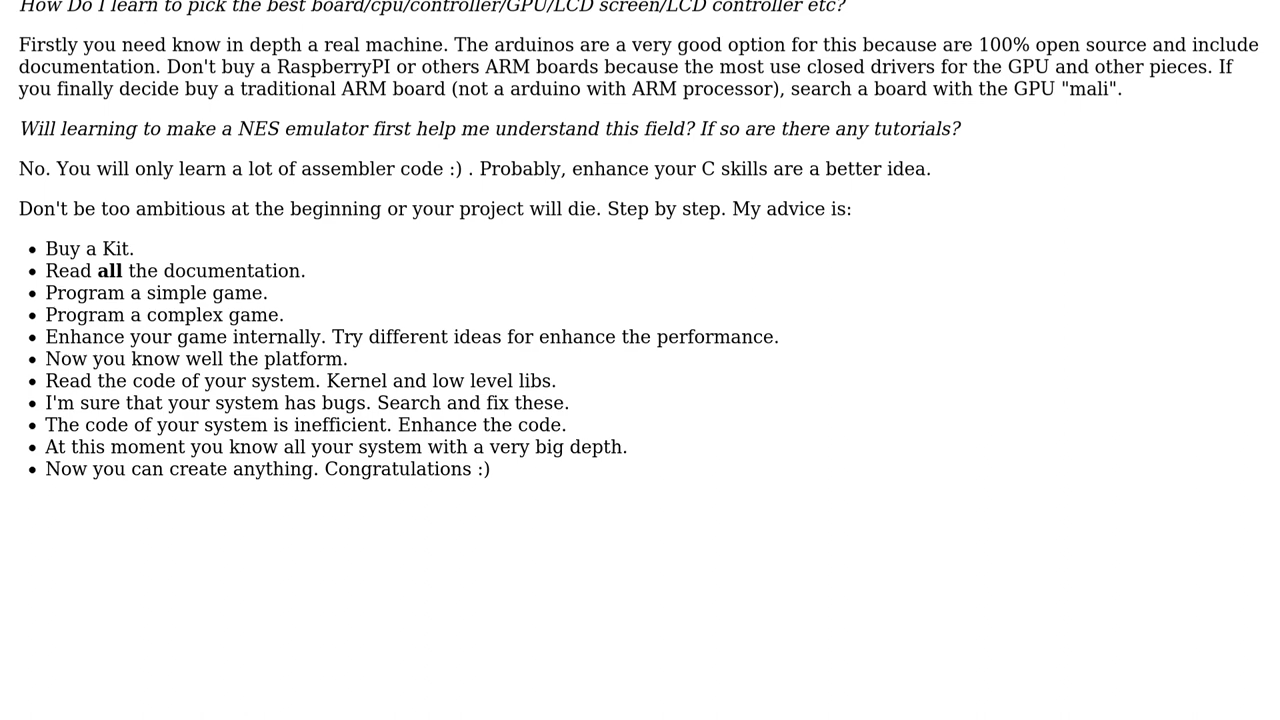 How Do I learn to pick the best board/cpu/controller/GPU/LCD screen/LCD controller etc?
Firstly you need know in depth a real machine. The arduinos are a very good option for this because are 100% open source and include
documentation. Don't buy a RaspberryPI or others ARM boards because the most use closed drivers for the GPU and other pieces. If
you finally decide buy a traditional ARM board (not a arduino with ARM processor), search a board with the GPU "mali".
Will learning to make a NES emulator first help me understand this field? If so are there any tutorials?
No. You will only learn a lot of assembler code :) . Probably, enhance your C skills are a better idea.
Don't be too ambitious at the beginning or your project will die. Step by step. My advice is:
• Buy a Kit.
• Read all the documentation.
• Program a simple game.
• Program a complex game.
• Enhance your game internally. Try different ideas for enhance the performance.
• Now you know well the platform.
• Read the code of your system. Kernel and low level libs.
• I'm sure that your system has bugs. Search and fix these.
• The code of your system is inefficient. Enhance the code.
• At this moment you know all your system with a very big depth.
• Now you can create anything. Congratulations :)